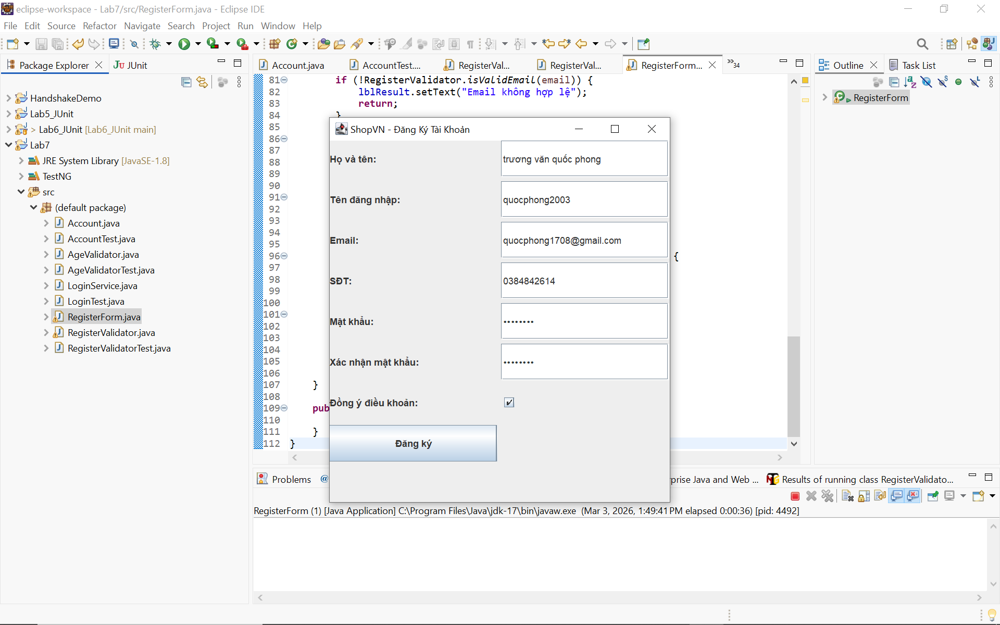 eclipse-workspace - Lab7/src/RegisterForm.java - Eclipse IDE
File Edit Source Refactor Navigate Search Project Run Window Help
Package Explorer
JUnit
HandshakeDemo
Lab5_JUnit
> Lab6_JUnit [Lab6_JUnit main]
Lab7
JRE System Library [JavaSE-1.8]
TestNG
src
(default package)
Account.java
AccountTest.java
AgeValidator.java
AgeValidatorTest.java
LoginService.java
LoginTest.java
RegisterForm.java
RegisterValidator.java
RegisterValidatorTest.java
Account.java
AccountTest....
RegisterVal...
RegisterVal...
RegisterForm...
»34
81 if (!RegisterValidator.isValidEmail(email)) {
82 lblResult.setText("Email không hợp lệ");
83 return;
84 }
85
86
87
88
89
90
91
92
93
94
95
96 {
97
98
99
100
101
102
103
104
105
106
107 }
108
109 pub
110
111 }
112 }
ShopVN - Đăng Ký Tài Khoản
Họ và tên: trương văn quốc phong
Tên đăng nhập: quocphong2003
Email: quocphong1708@gmail.com
SĐT: 0384842614
Mật khẩu: ••••••••
Xác nhận mật khẩu: ••••••••
Đồng ý điều khoản:
Đăng ký
Outline
Task List
RegisterForm
Problems @
rprise Java and Web ...
Results of running class RegisterValidato...
RegisterForm (1) [Java Application] C:\Program Files\Java\jdk-17\bin\javaw.exe (Mar 3, 2026, 1:49:41 PM elapsed 0:00:36) [pid: 4492]